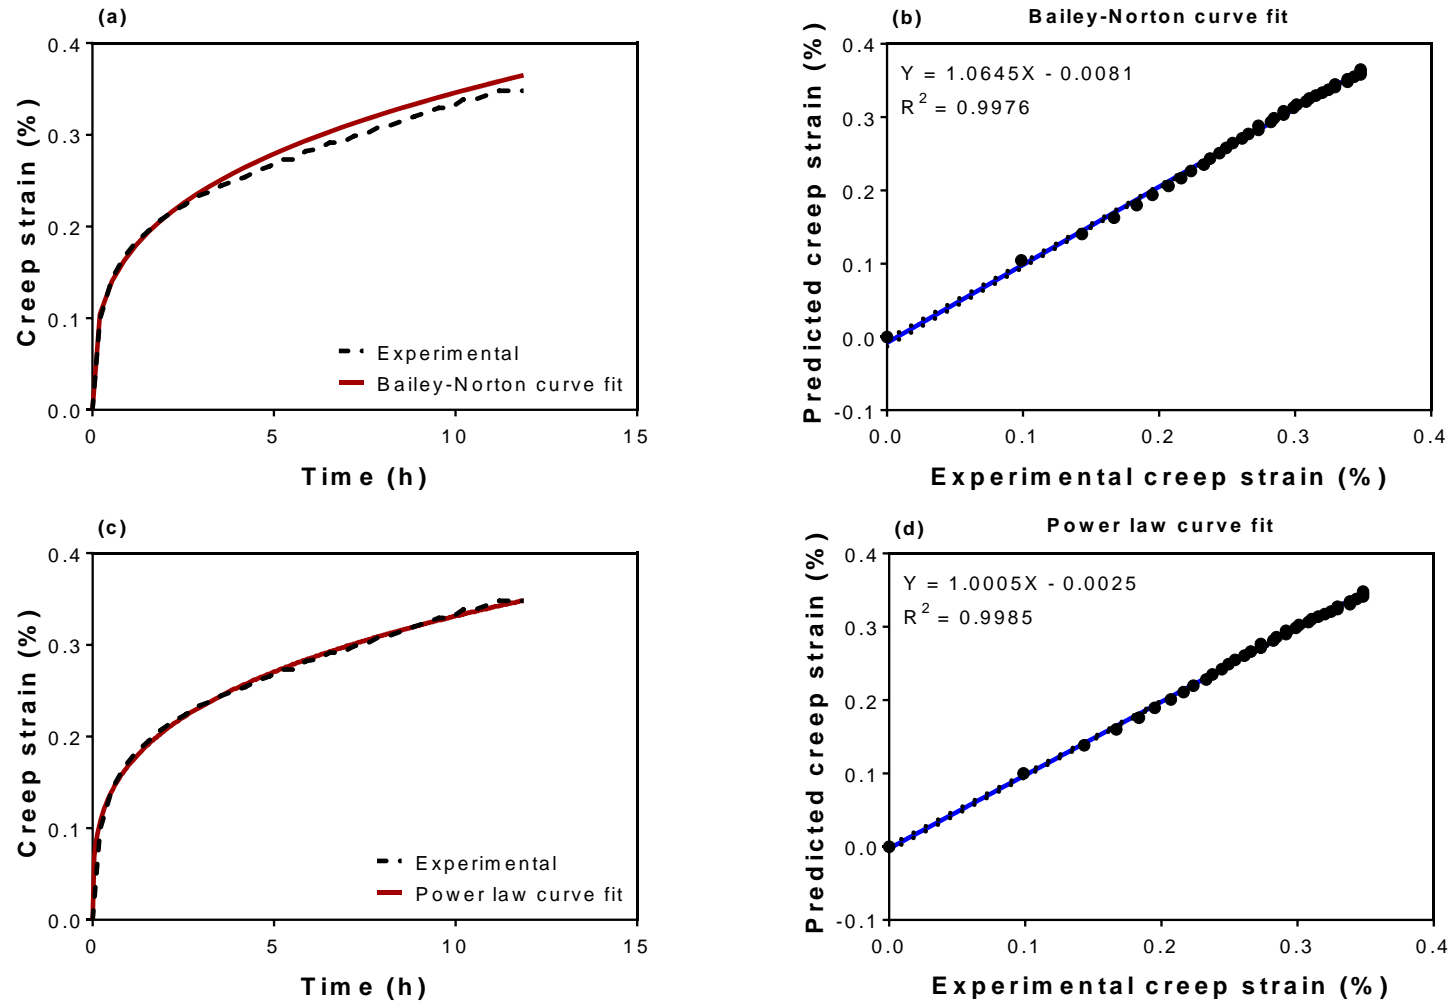 (a)
Creep strain (%)
0.4
0.3
0.2
0.1
0.0
Experimental
Bailey-Norton curve fit
0 5 10 15
Time (h)
(b) Bailey-Norton curve fit
Predicted creep strain (%)
Y = 1.0645X - 0.0081
R2 = 0.9976
0.4
0.3
0.2
0.1
0.0
-0.1
0.0 0.1 0.2 0.3 0.4
Experimental creep strain (%)
(c)
Creep strain (%)
0.4
0.3
0.2
0.1
0.0
Experimental
Power law curve fit
0 5 10 15
Time (h)
(d) Power law curve fit
Predicted creep strain (%)
Y = 1.0005X - 0.0025
R2 = 0.9985
0.4
0.3
0.2
0.1
0.0
-0.1
0.0 0.1 0.2 0.3 0.4
Experimental creep strain (%)